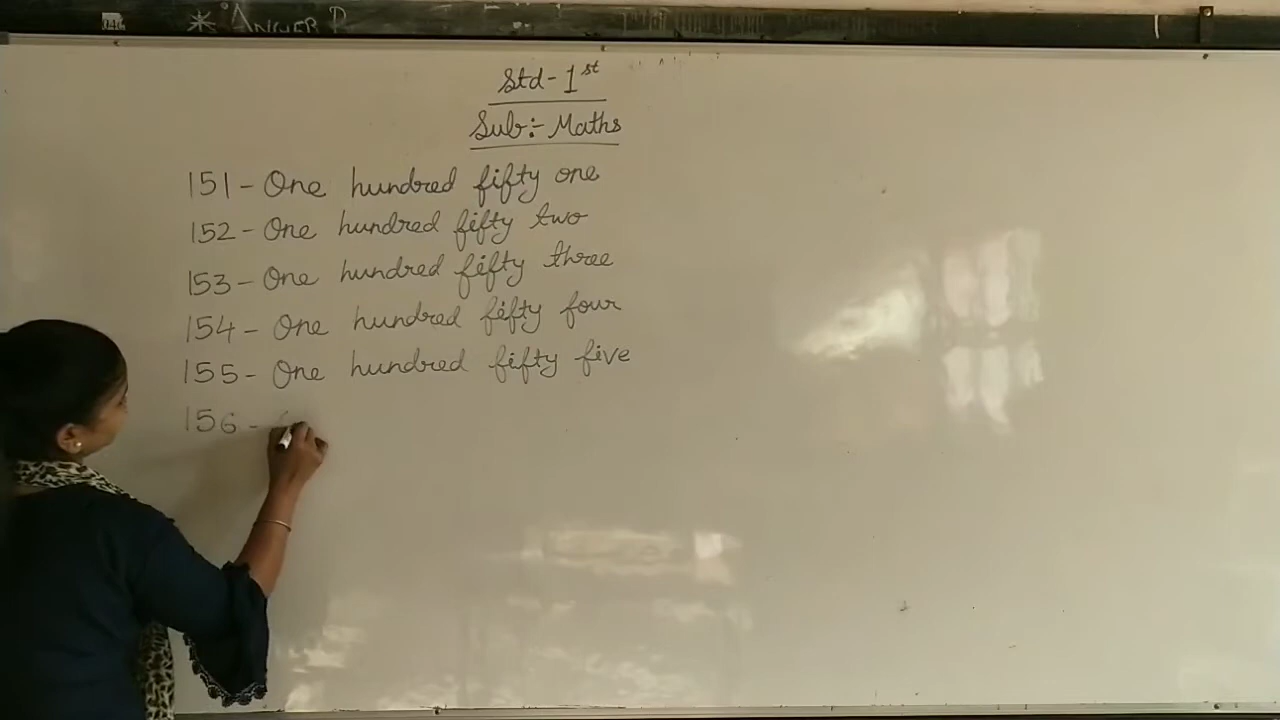 Std- 1st
Sub:- Maths
151- One hundred fifty one
152- One hundred fifty two
153- One hundred fifty three
154- One hundred fifty four
155- One hundred fifty five
156-